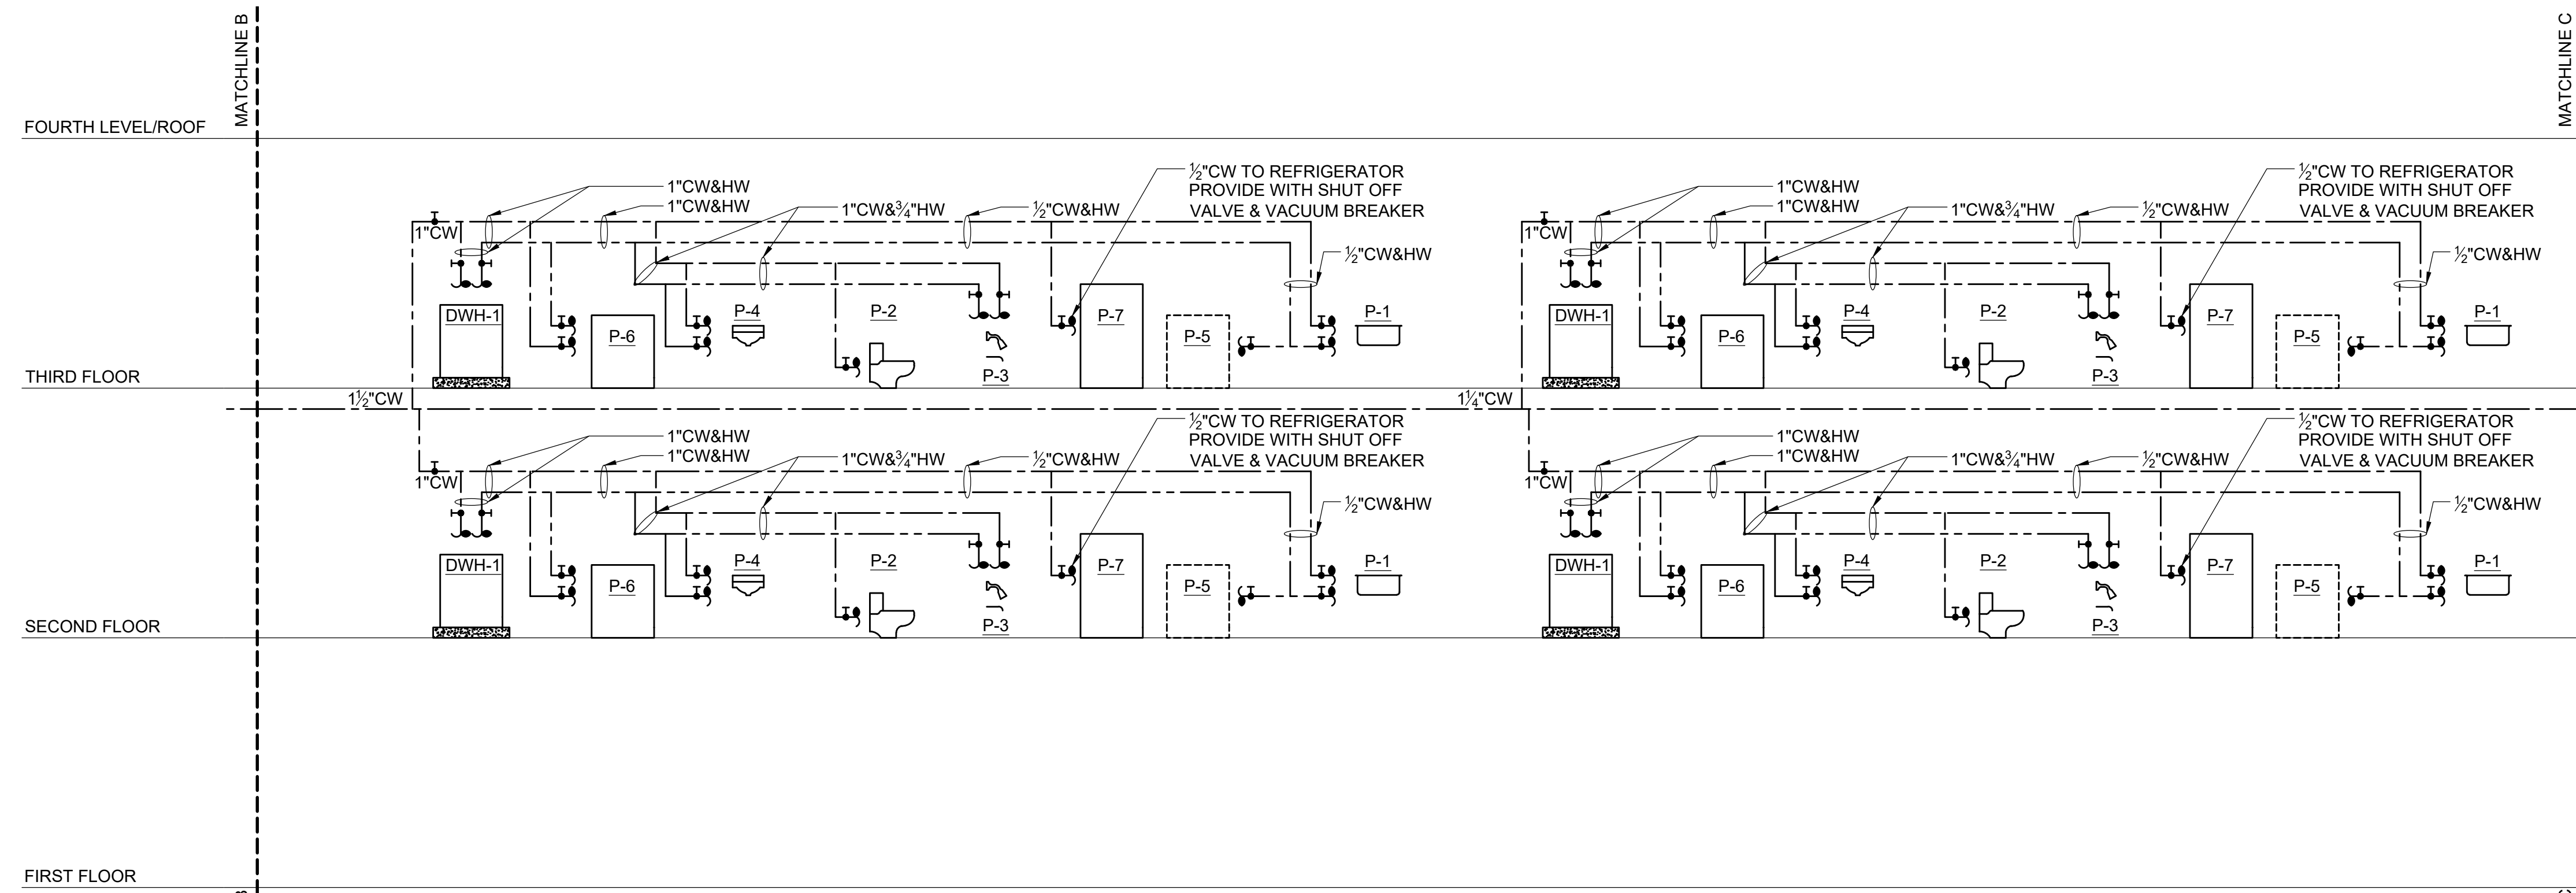 MATCHLINE B
MATCHLINE C
FOURTH LEVEL/ROOF
1"CW&HW
1"CW&HW
1"CW
1"CW&¾"HW
½"CW&HW
½"CW TO REFRIGERATOR
PROVIDE WITH SHUT OFF
VALVE & VACUUM BREAKER
½"CW&HW
DWH-1
P-6
P-4
P-2
P-3
P-7
P-5
P-1
1"CW&HW
1"CW&HW
1"CW
1"CW&¾"HW
½"CW&HW
½"CW TO REFRIGERATOR
PROVIDE WITH SHUT OFF
VALVE & VACUUM BREAKER
½"CW&HW
DWH-1
P-6
P-4
P-2
P-3
P-7
P-5
P-1
THIRD FLOOR
1½"CW
1¼"CW
1"CW&HW
1"CW&HW
1"CW
1"CW&¾"HW
½"CW&HW
½"CW TO REFRIGERATOR
PROVIDE WITH SHUT OFF
VALVE & VACUUM BREAKER
½"CW&HW
DWH-1
P-6
P-4
P-2
P-3
P-7
P-5
P-1
1"CW&HW
1"CW&HW
1"CW
1"CW&¾"HW
½"CW&HW
½"CW TO REFRIGERATOR
PROVIDE WITH SHUT OFF
VALVE & VACUUM BREAKER
½"CW&HW
DWH-1
P-6
P-4
P-2
P-3
P-7
P-5
P-1
SECOND FLOOR
FIRST FLOOR